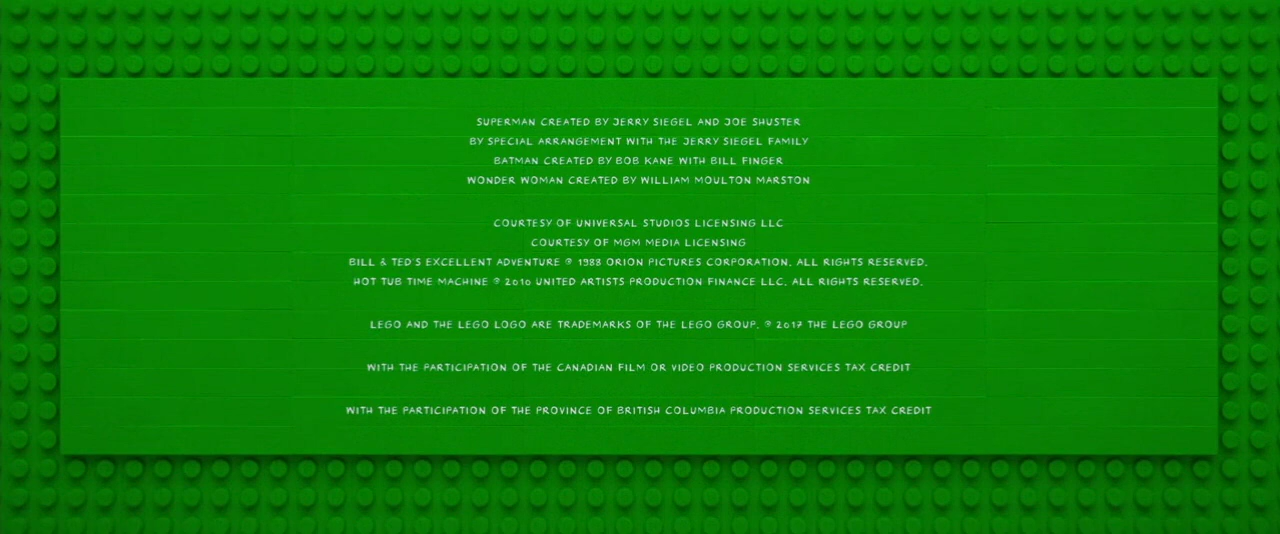 SUPERMAN CREATED BY JERRY SIEGEL AND JOE SHUSTER
BY SPECIAL ARRANGEMENT WITH THE JERRY SIEGEL FAMILY
BATMAN CREATED BY BOB KANE WITH BILL FINGER
WONDER WOMAN CREATED BY WILLIAM MOULTON MARSTON
COURTESY OF UNIVERSAL STUDIOS LICENSING LLC
COURTESY OF MGM MEDIA LICENSING
BILL & TED'S EXCELLENT ADVENTURE © 1988 ORION PICTURES CORPORATION. ALL RIGHTS RESERVED.
HOT TUB TIME MACHINE © 2010 UNITED ARTISTS PRODUCTION FINANCE LLC. ALL RIGHTS RESERVED.
LEGO AND THE LEGO LOGO ARE TRADEMARKS OF THE LEGO GROUP. © 2017 THE LEGO GROUP
WITH THE PARTICIPATION OF THE CANADIAN FILM OR VIDEO PRODUCTION SERVICES TAX CREDIT
WITH THE PARTICIPATION OF THE PROVINCE OF BRITISH COLUMBIA PRODUCTION SERVICES TAX CREDIT